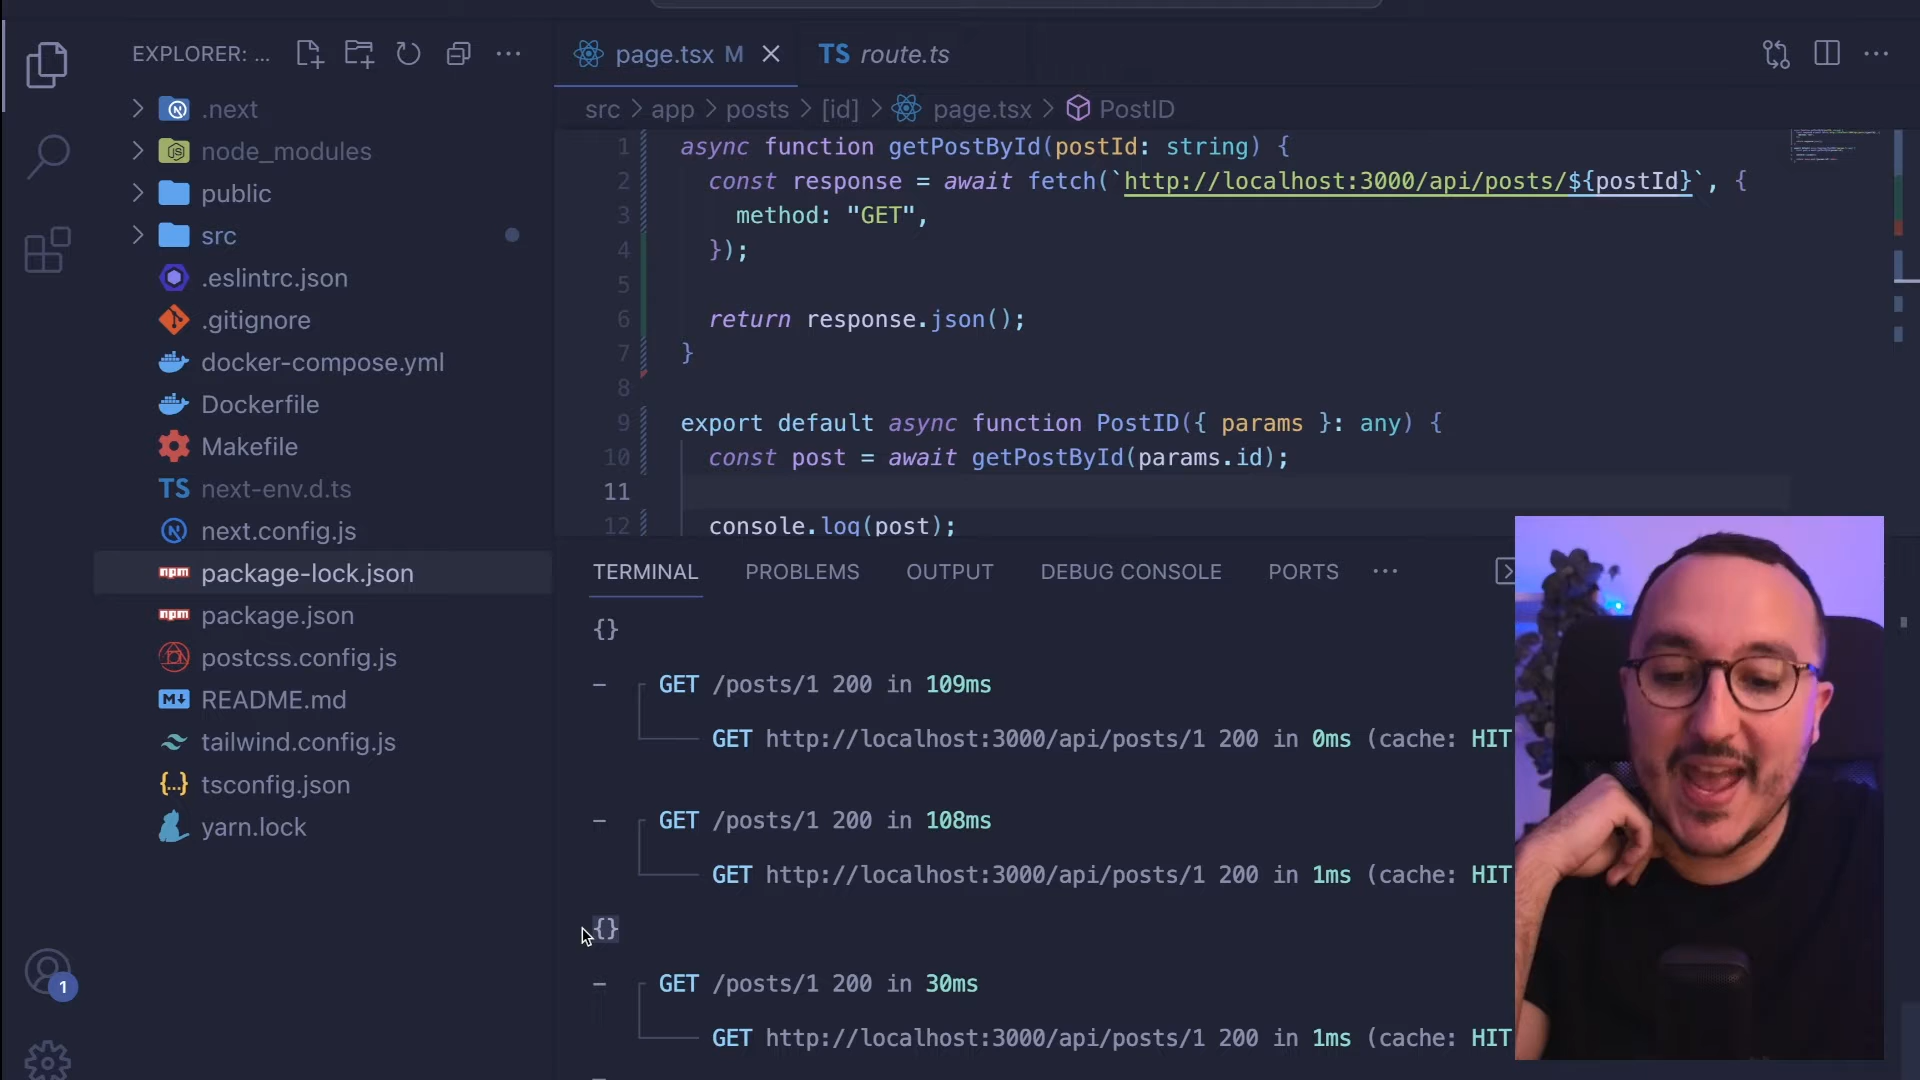 EXPLORER: ...
page.tsx M
TS route.ts
src > app > posts > [id] > page.tsx > PostID
.next
node_modules
public
src
.eslintrc.json
.gitignore
docker-compose.yml
Dockerfile
Makefile
TS next-env.d.ts
next.config.js
npm package-lock.json
npm package.json
postcss.config.js
README.md
tailwind.config.js
{..} tsconfig.json
yarn.lock
1
1 async function getPostById(postId: string) {
2 const response = await fetch(`http://localhost:3000/api/posts/${postId}`, {
3 method: "GET",
4 });
5
6 return response.json();
7 }
8
9 export default async function PostID({ params }: any) {
10 const post = await getPostById(params.id);
11
12 console.log(post);
TERMINAL PROBLEMS OUTPUT DEBUG CONSOLE PORTS ...
{}
- GET /posts/1 200 in 109ms
GET http://localhost:3000/api/posts/1 200 in 0ms (cache: HIT
- GET /posts/1 200 in 108ms
GET http://localhost:3000/api/posts/1 200 in 1ms (cache: HIT
{}
- GET /posts/1 200 in 30ms
GET http://localhost:3000/api/posts/1 200 in 1ms (cache: HIT